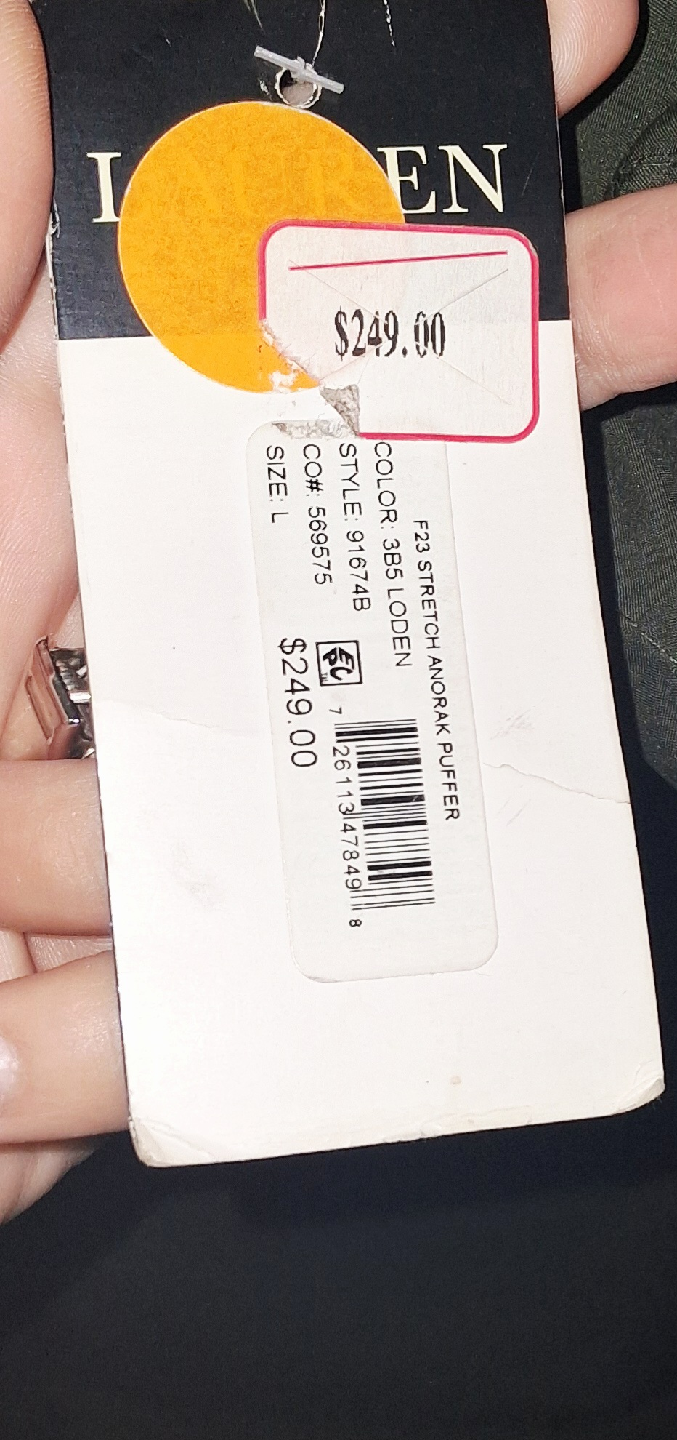 LAUREN
$249.00
F23 STRETCH ANORAK PUFFER
COLOR: 3B5 LODEN
STYLE: 91674B
CO#: 569575
SIZE: L
7 26113 47849 8
$249.00